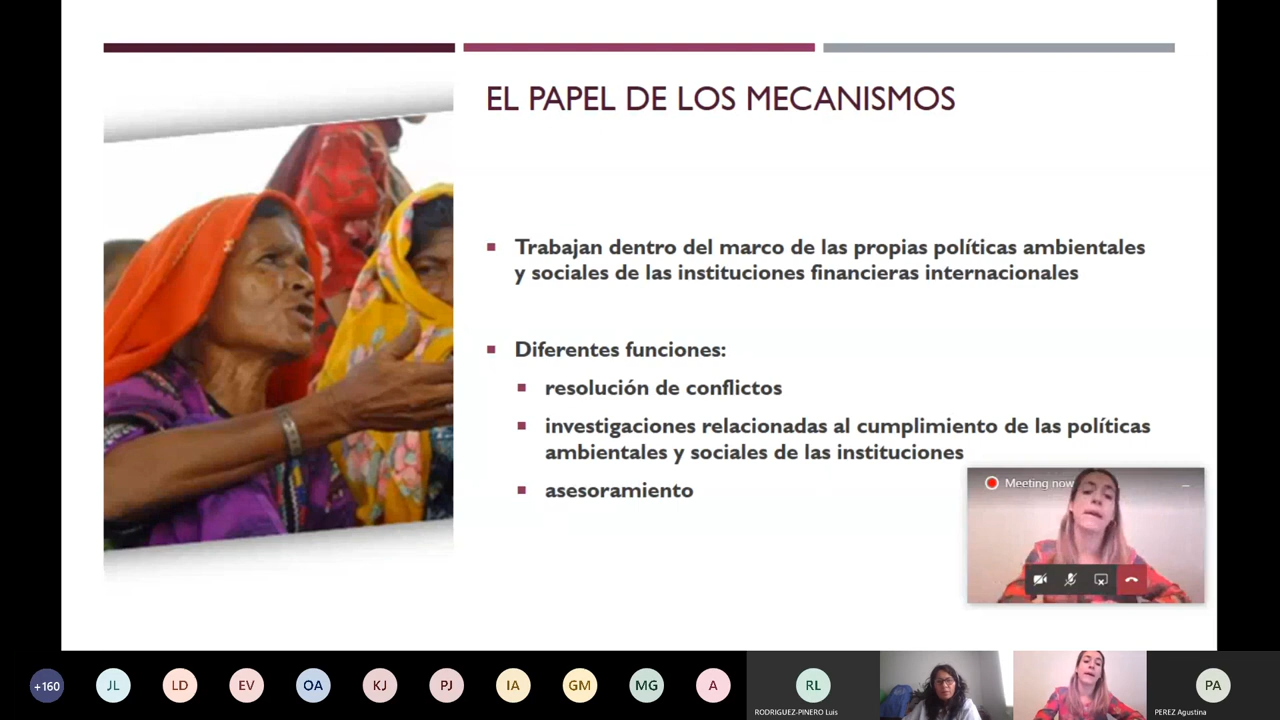 EL PAPEL DE LOS MECANISMOS
Trabajan dentro del marco de las propias políticas ambientales
y sociales de las instituciones financieras internacionales
Diferentes funciones:
resolución de conflictos
investigaciones relacionadas al cumplimiento de las políticas
ambientales y sociales de las instituciones
asesoramiento
Meeting now
+160
JL
LD
EV
OA
KJ
PJ
IA
GM
MG
A
RL
PA
RODRIGUEZ-PINERO Luis
PEREZ Agustina